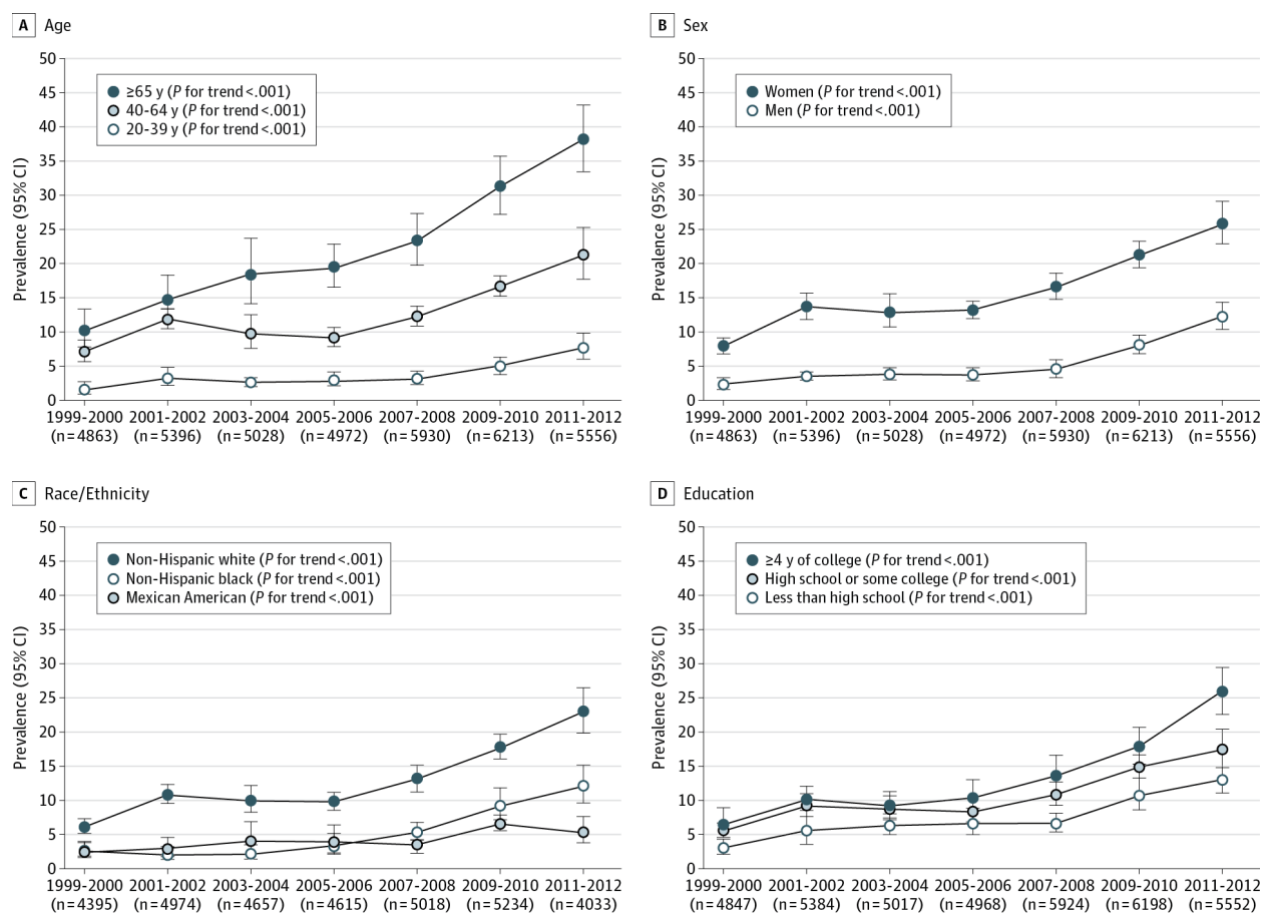 A Age
50
45
40
35
30
25
20
15
10
5
0
Prevalence (95% CI)
≥65 y (P for trend <.001)
40-64 y (P for trend <.001)
20-39 y (P for trend <.001)
1999-2000 2001-2002 2003-2004 2005-2006 2007-2008 2009-2010 2011-2012
(n=4863) (n=5396) (n=5028) (n=4972) (n=5930) (n=6213) (n=5556)
B Sex
50
45
40
35
30
25
20
15
10
5
0
Prevalence (95% CI)
Women (P for trend <.001)
Men (P for trend <.001)
1999-2000 2001-2002 2003-2004 2005-2006 2007-2008 2009-2010 2011-2012
(n=4863) (n=5396) (n=5028) (n=4972) (n=5930) (n=6213) (n=5556)
C Race/Ethnicity
50
45
40
35
30
25
20
15
10
5
0
Prevalence (95% CI)
Non-Hispanic white (P for trend <.001)
Non-Hispanic black (P for trend <.001)
Mexican American (P for trend <.001)
1999-2000 2001-2002 2003-2004 2005-2006 2007-2008 2009-2010 2011-2012
(n=4395) (n=4974) (n=4657) (n=4615) (n=5018) (n=5234) (n=4033)
D Education
50
45
40
35
30
25
20
15
10
5
0
Prevalence (95% CI)
≥4 y of college (P for trend <.001)
High school or some college (P for trend <.001)
Less than high school (P for trend <.001)
1999-2000 2001-2002 2003-2004 2005-2006 2007-2008 2009-2010 2011-2012
(n=4847) (n=5384) (n=5017) (n=4968) (n=5924) (n=6198) (n=5552)